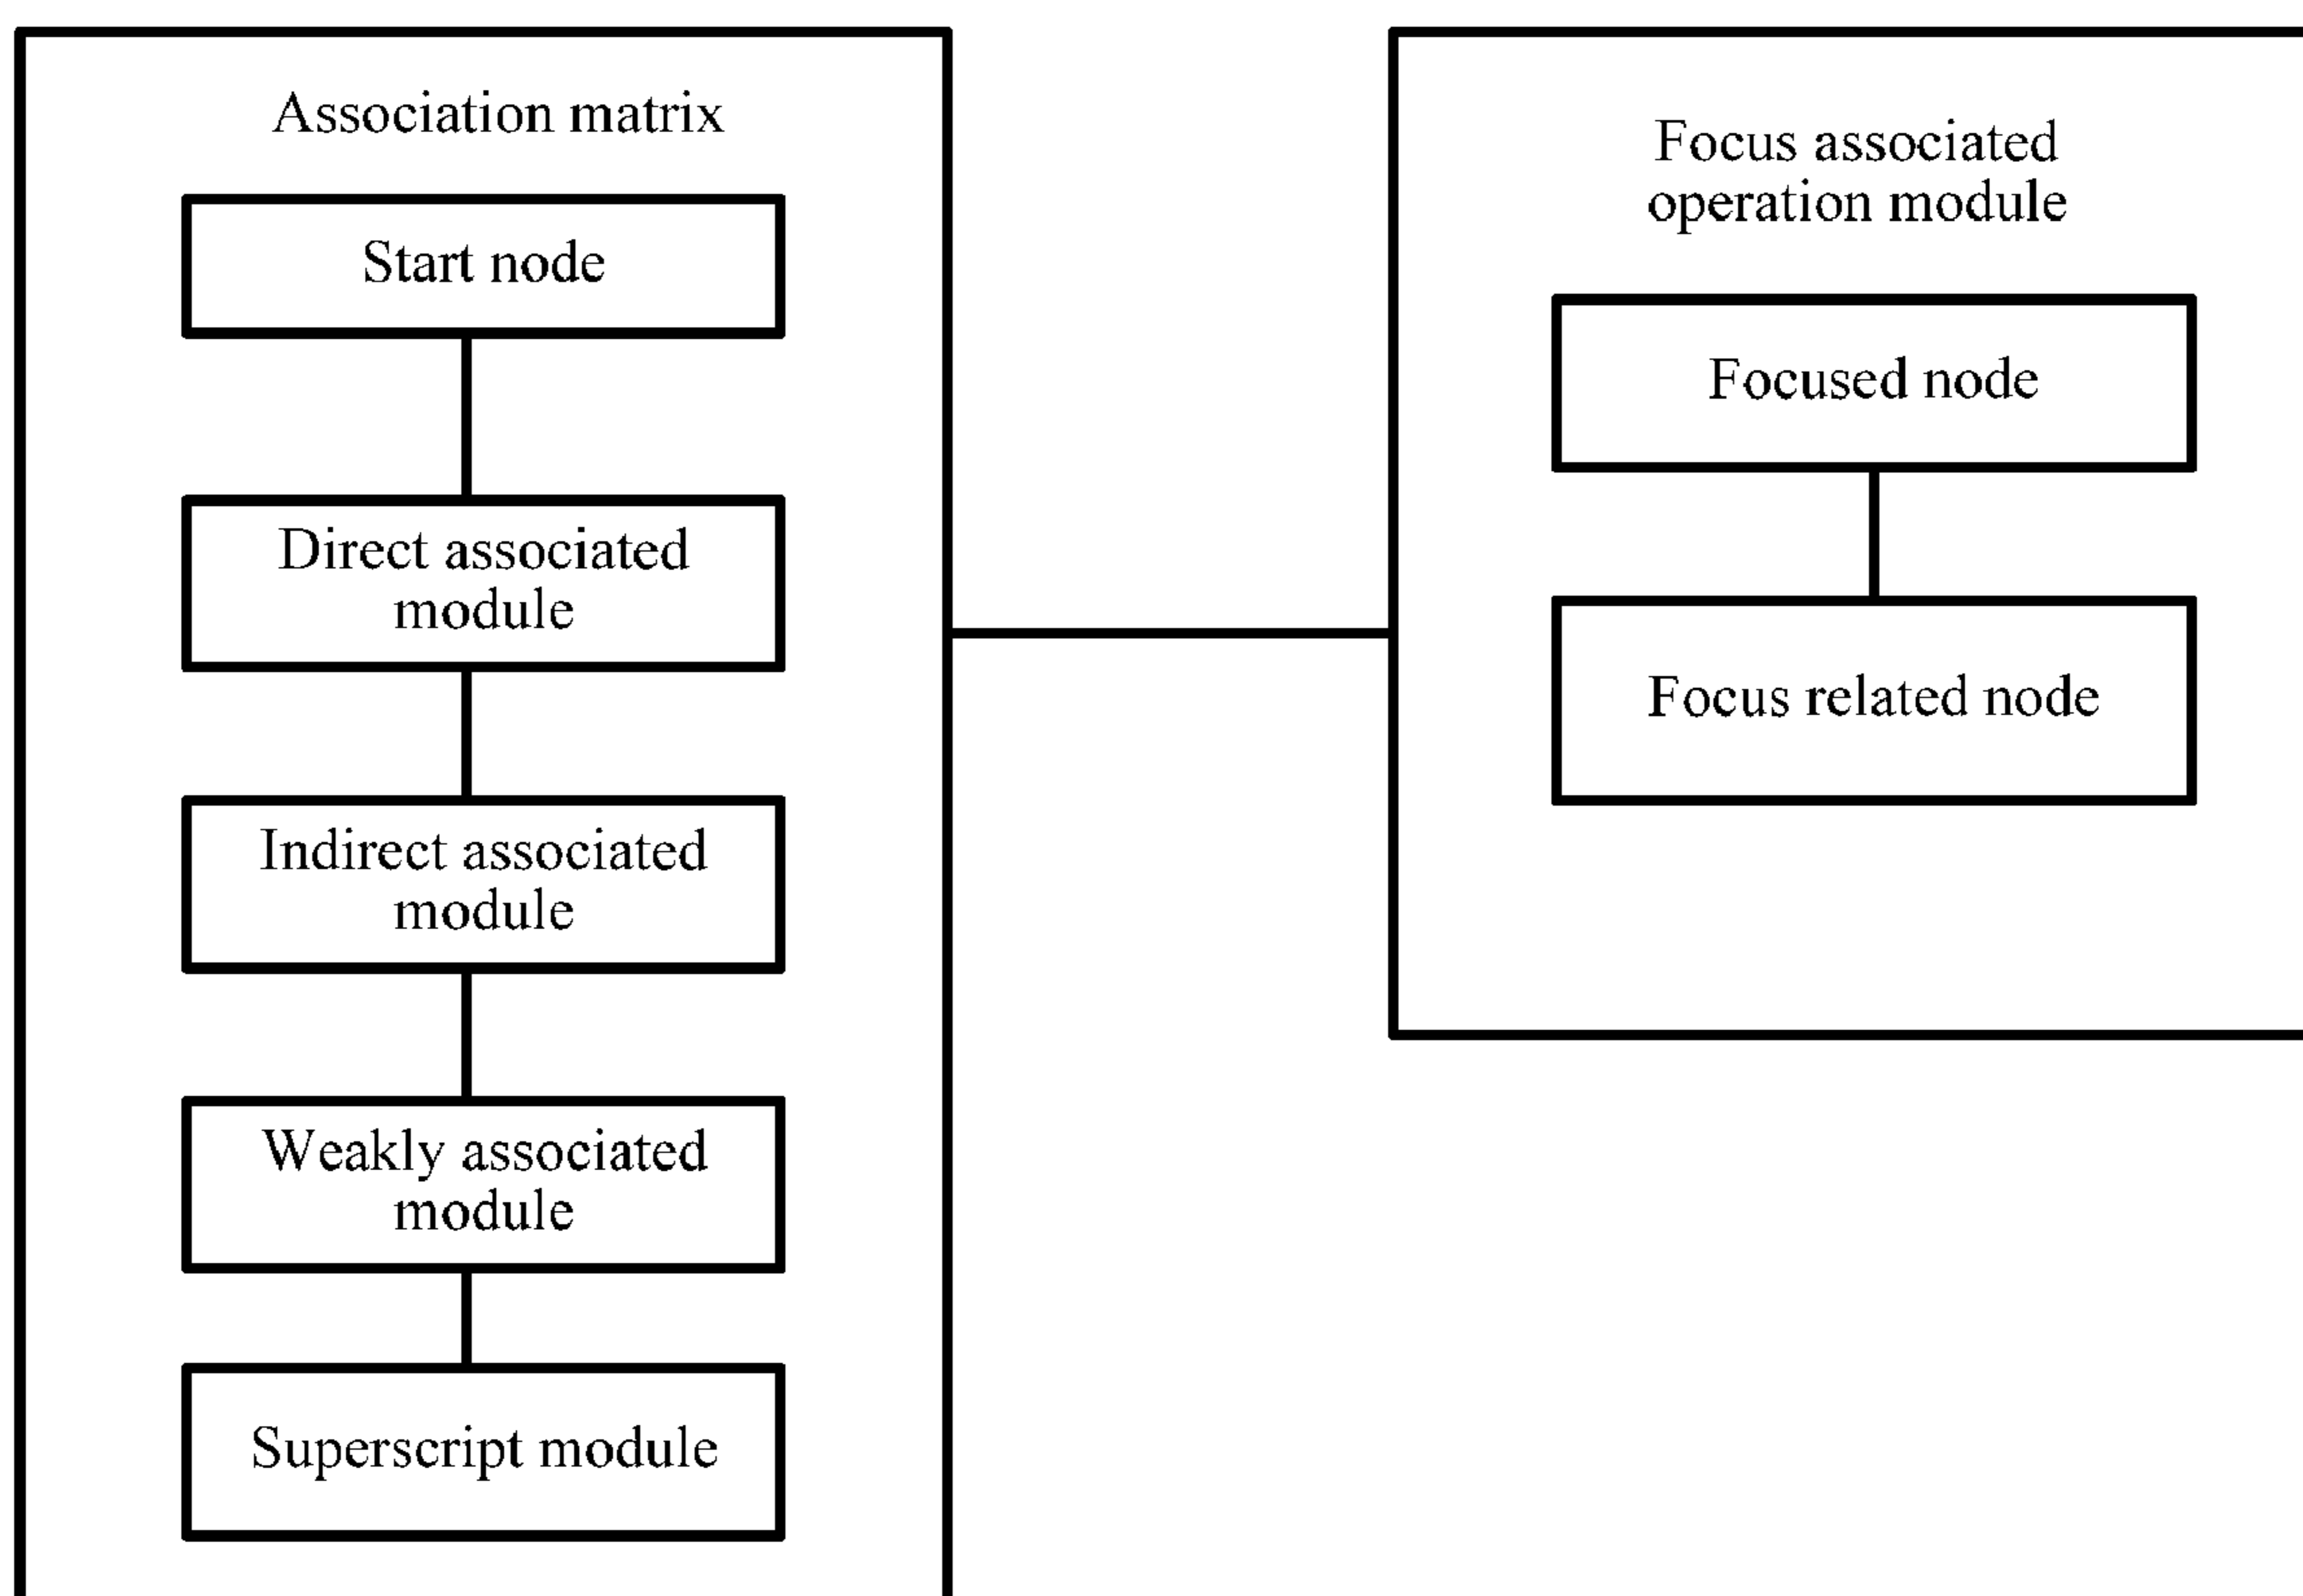 Association matrix
Start node
Direct associated
module
Indirect associated
module
Weakly associated
module
Superscript module
Focus associated
operation module
Focused node
Focus related node